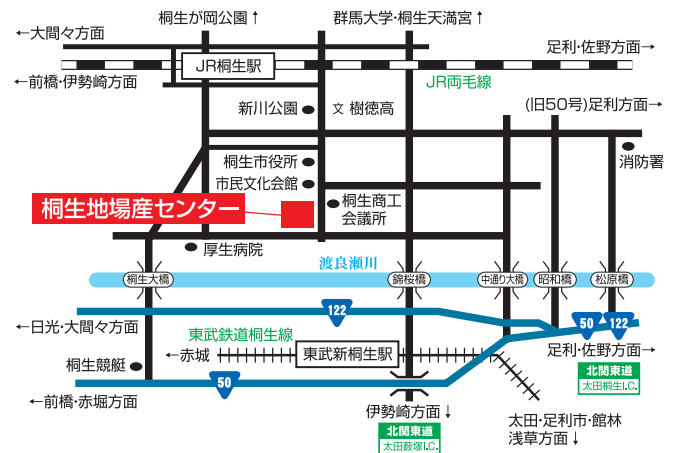 桐生が岡公園↑
群馬大学・桐生天満宮↑
←大間々方面
足利・佐野方面→
JR桐生駅
←前橋・伊勢崎方面
JR両毛線
(旧50号)足利方面→
新川公園
文 樹徳高
桐生市役所
消防署
市民文化会館
桐生商工
会議所
桐生地場産センター
厚生病院
渡良瀬川
桐生大橋
錦桜橋
中通り大橋
昭和橋
松原橋
122
50
122
←日光・大間々方面
東武鉄道桐生線
←赤城
東武新桐生駅
足利・佐野方面→
桐生競艇
北関東道
太田桐生I.C.
50
←前橋・赤堀方面
伊勢崎方面↓
太田・足利市・館林
浅草方面↓
北関東道
太田薮塚I.C.